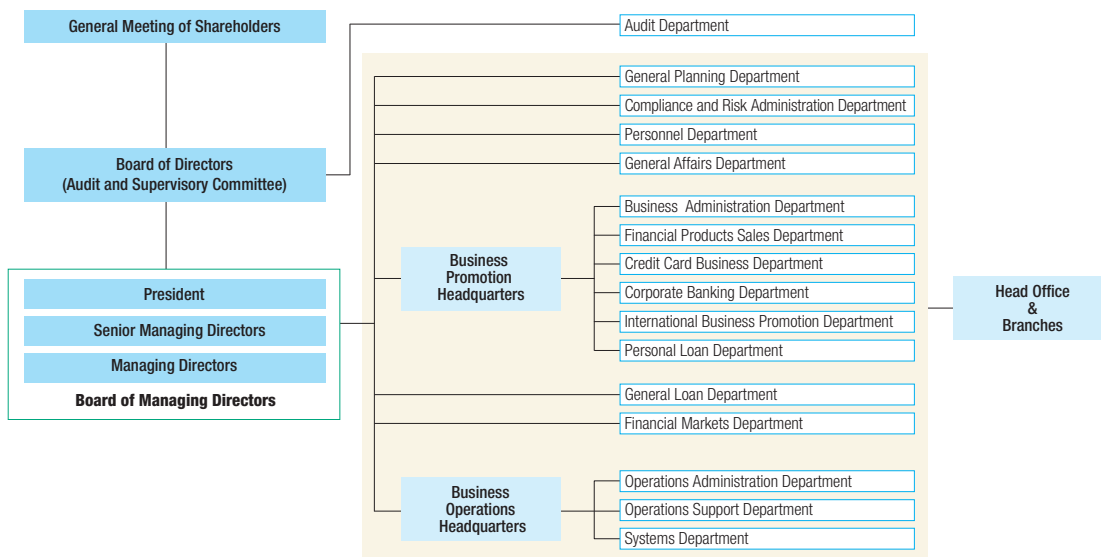 General Meeting of Shareholders
Board of Directors
(Audit and Supervisory Committee)
President
Senior Managing Directors
Managing Directors
Board of Managing Directors
Audit Department
General Planning Department
Compliance and Risk Administration Department
Personnel Department
General Affairs Department
Business
Promotion
Headquarters
Business Administration Department
Financial Products Sales Department
Credit Card Business Department
Corporate Banking Department
International Business Promotion Department
Personal Loan Department
General Loan Department
Financial Markets Department
Business
Operations
Headquarters
Operations Administration Department
Operations Support Department
Systems Department
Head Office
&
Branches